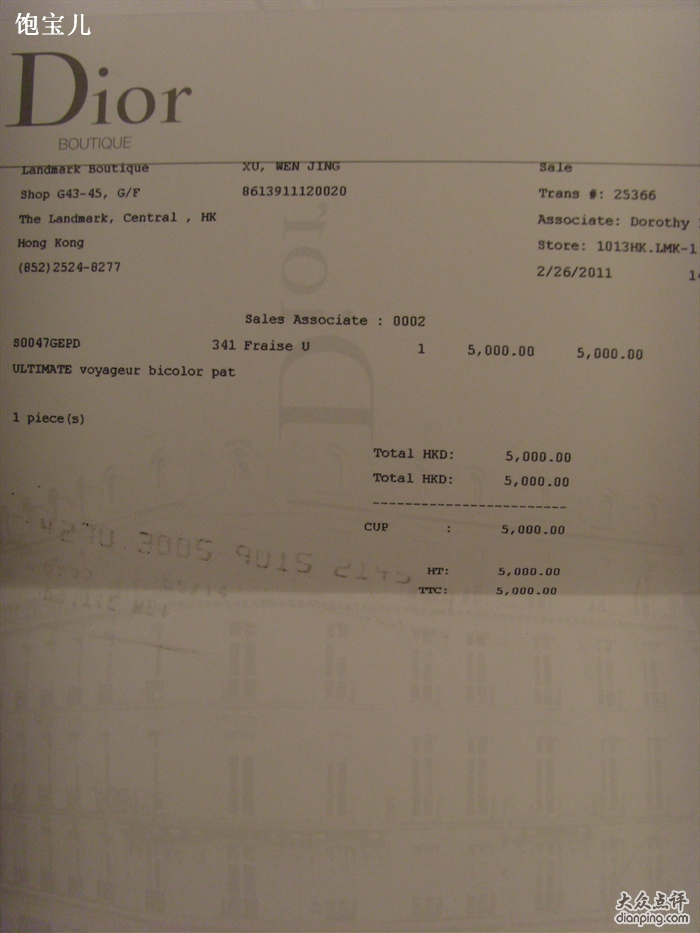 饱宝儿
Dior
BOUTIQUE
Landmark Boutique XU, WEN JING Sale
Shop G43-45, G/F 8613911120020 Trans #: 25366
The Landmark, Central , HK Associate: Dorothy
Hong Kong Store: 1013HK.LMK-1
(852)2524-8277 2/26/2011 14
Dior
Sales Associate : 0002
S0047GEPD 341 Fraise U 1 5,000.00 5,000.00
ULTIMATE voyageur bicolor pat
1 piece(s)
Total HKD: 5,000.00
Total HKD: 5,000.00
------------------------
CUP : 5,000.00
HT: 5,000.00
TTC: 5,000.00
大众点评
dianping.com